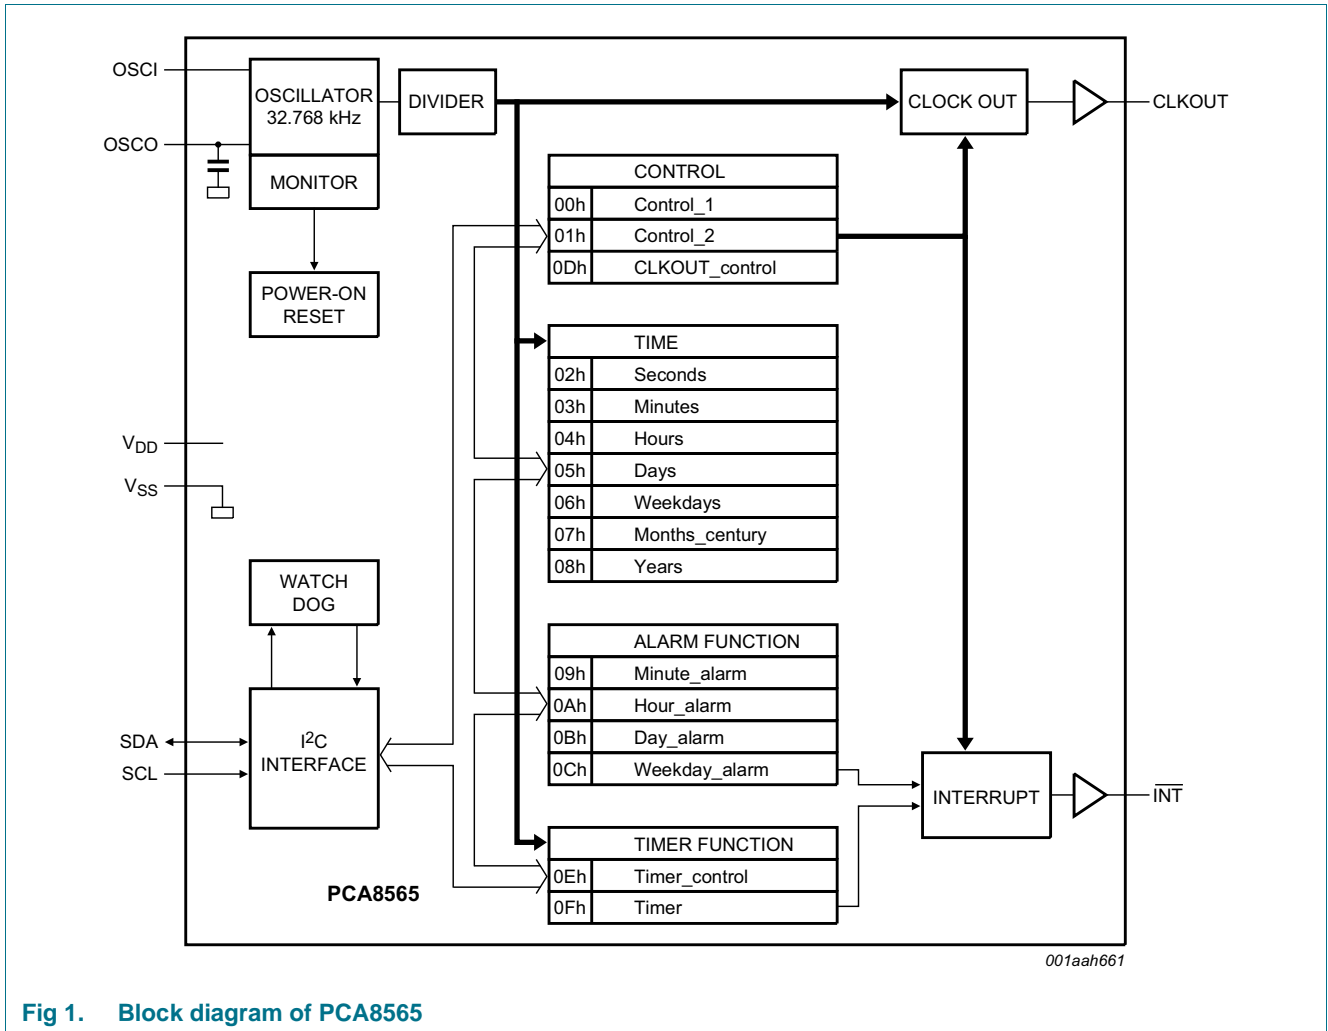 OSCI
OSCILLATOR
32.768 kHz
DIVIDER
CLOCK OUT
CLKOUT
OSCO
MONITOR
CONTROL
00h Control_1
01h Control_2
0Dh CLKOUT_control
POWER-ON
RESET
TIME
02h Seconds
03h Minutes
04h Hours
05h Days
06h Weekdays
07h Months_century
08h Years
VDD
VSS
WATCH
DOG
ALARM FUNCTION
09h Minute_alarm
0Ah Hour_alarm
0Bh Day_alarm
0Ch Weekday_alarm
SDA
SCL
I2C
INTERFACE
INTERRUPT
INT
TIMER FUNCTION
0Eh Timer_control
0Fh Timer
PCA8565
001aah661
Fig 1. Block diagram of PCA8565